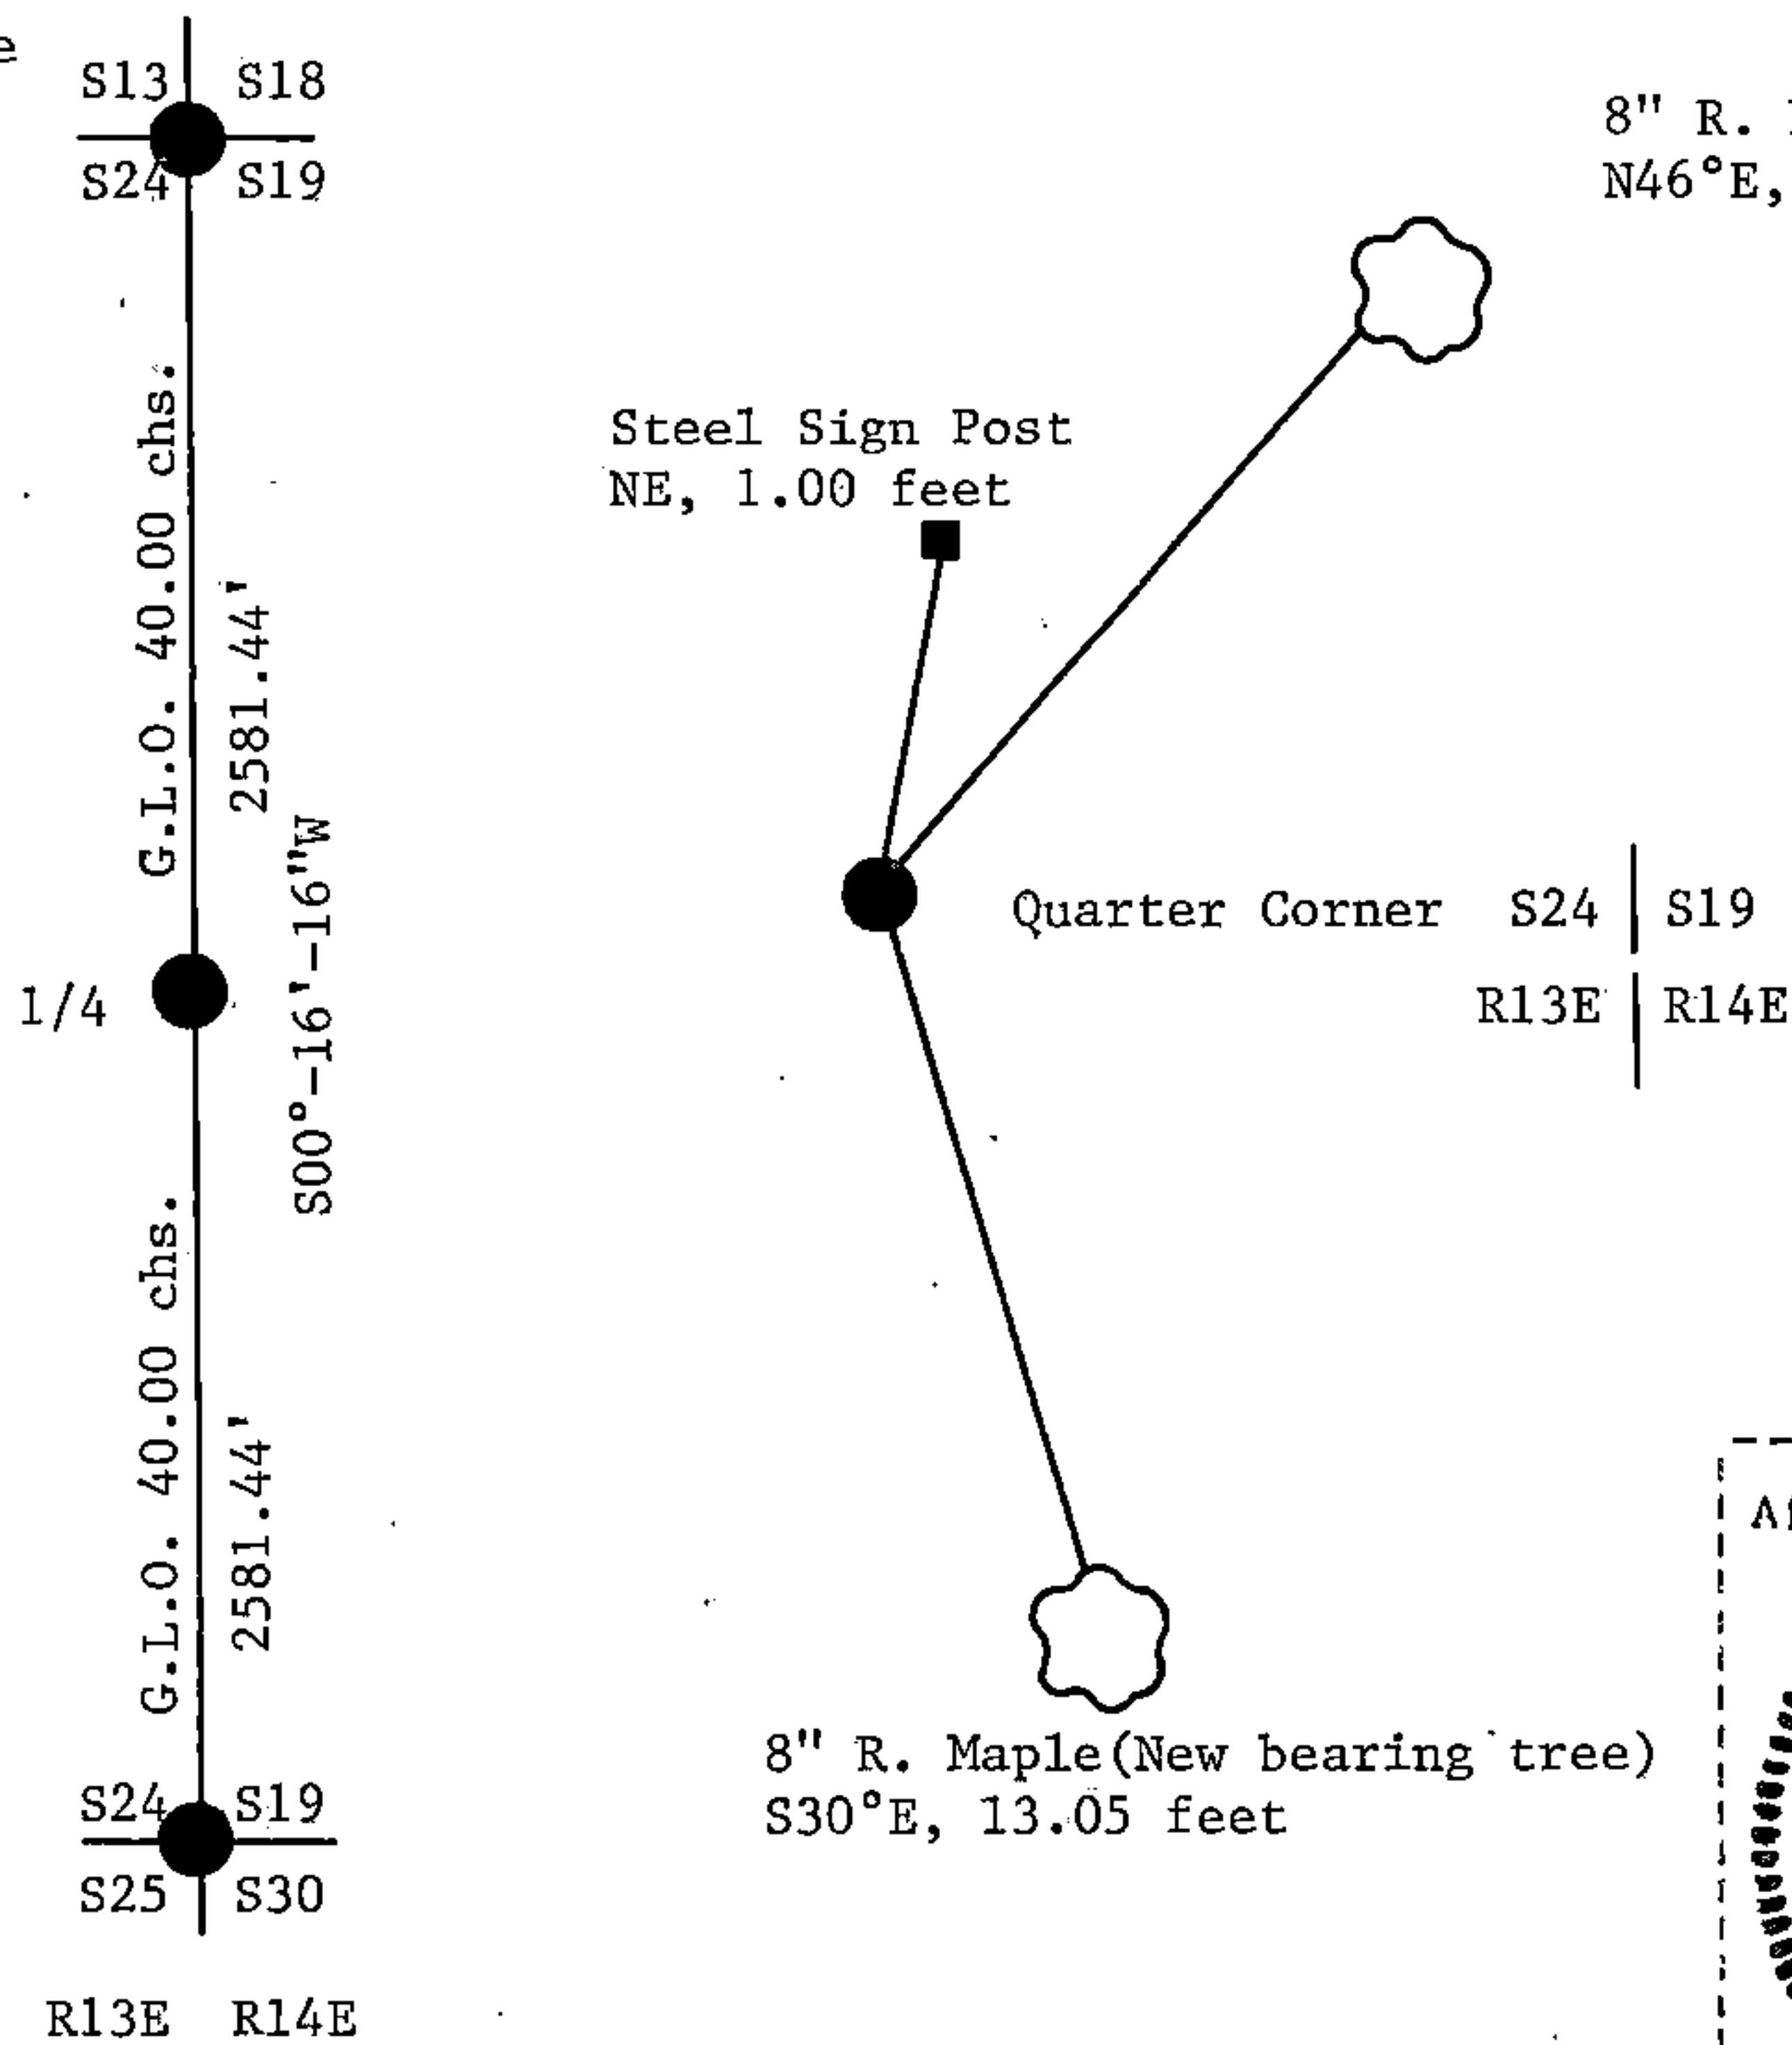 S13 S18
S24 S19
G.L.O. 40.00 chs.
2581.44'
S00°-16'-16"W
1/4
G.L.O. 40.00 chs.
2581.44'
S24 S19
S25 S30
R13E R14E
8" R.
N46°E,
Steel Sign Post
NE, 1.00 feet
Quarter Corner S24 S19
R13E R14E
8" R. Maple(New bearing tree)
S30°E, 13.05 feet